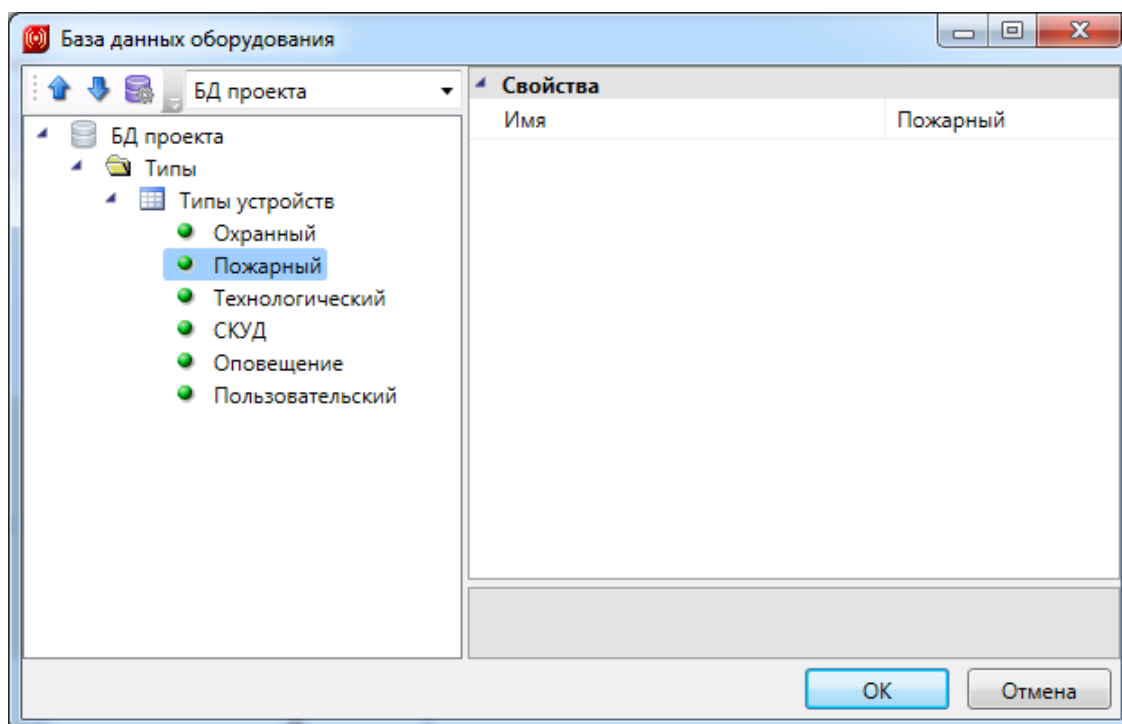 База данных оборудования
БД проекта
Свойства
Имя Пожарный
БД проекта
Типы
Типы устройств
Охранный
Пожарный
Технологический
СКУД
Оповещение
Пользовательский
OK Отмена